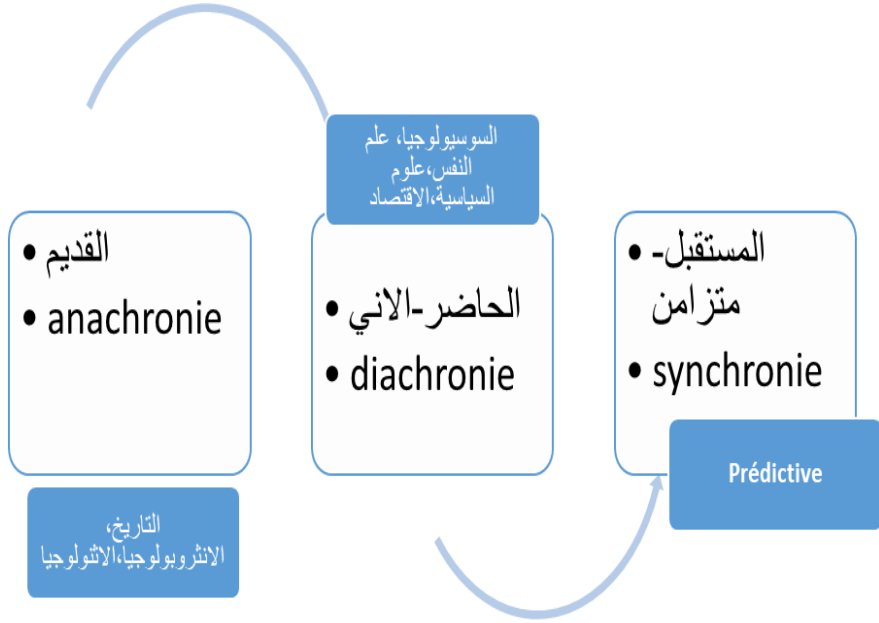 القديم
anachronie
التاريخ،
الانثروبولوجيا،الاثنولوجيا
السوسيولوجيا، علم
النفس،علوم
السياسية،الاقتصاد
الحاضر-الاني
diachronie
المستقبل-
متزامن
synchronie
Prédictive